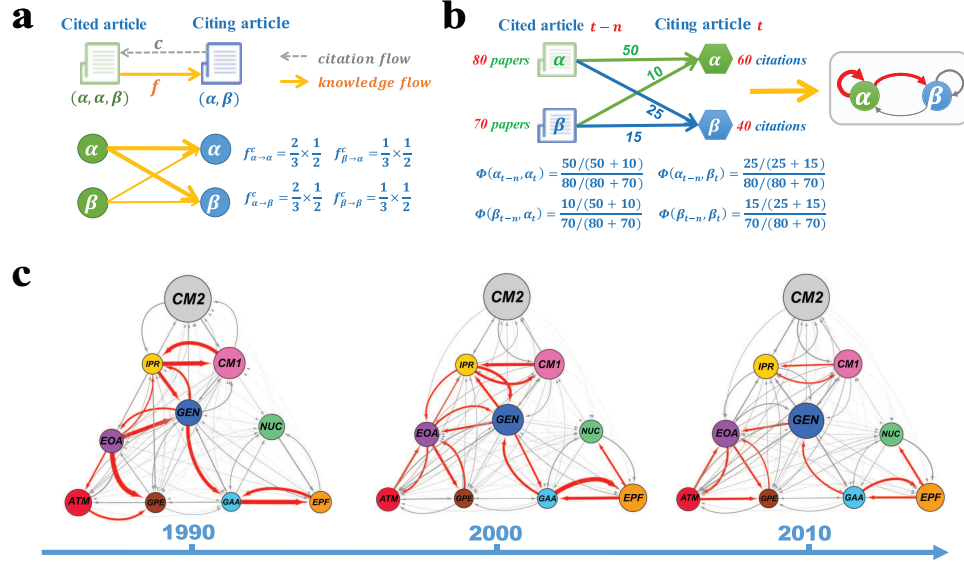 a
Cited article
Citing article
c
f
(α, α, β)
(α, β)
citation flow
knowledge flow
α
α
β
β
f^c_{α→α} = 2/3 × 1/2
f^c_{β→α} = 1/3 × 1/2
f^c_{α→β} = 2/3 × 1/2
f^c_{β→β} = 1/3 × 1/2
b
Cited article t − n
Citing article t
80 papers
α
50
α
60 citations
10
25
70 papers
β
15
β
40 citations
α
β
Φ(α_{t−n}, α_t) = 50/(50 + 10) / 80/(80 + 70)
Φ(α_{t−n}, β_t) = 25/(25 + 15) / 80/(80 + 70)
Φ(β_{t−n}, α_t) = 10/(50 + 10) / 70/(80 + 70)
Φ(β_{t−n}, β_t) = 15/(25 + 15) / 70/(80 + 70)
c
CM2
IPR
CM1
GEN
EOA
NUC
ATM
GPE
GAA
EPF
CM2
IPR
CM1
GEN
EOA
NUC
ATM
GPE
GAA
EPF
CM2
IPR
CM1
GEN
EOA
NUC
ATM
GPE
GAA
EPF
1990
2000
2010